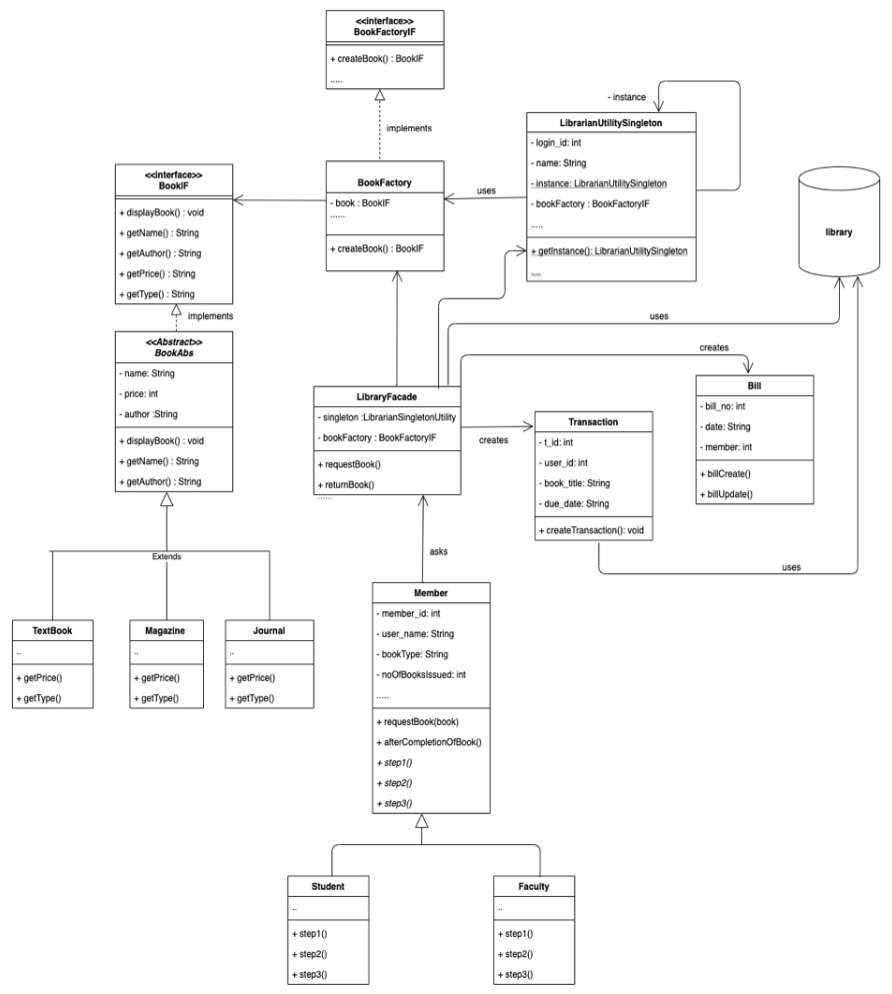 <<interface>>
BookFactoryIF
+ createBook() : BookIF
.....
implements
- instance
LibrarianUtilitySingleton
- login_id: int
- name: String
- instance: LibrarianUtilitySingleton
- bookFactory : BookFactoryIF
.....
+ getInstance(): LibrarianUtilitySingleton
....
<<interface>>
BookIF
+ displayBook() : void
+ getName() : String
+ getAuthor() : String
+ getPrice() : String
+ getType() : String
BookFactory
- book : BookIF
......
+ createBook() : BookIF
uses
library
implements
uses
creates
<<Abstract>>
BookAbs
- name: String
- price: int
- author :String
+ displayBook() : void
+ getName() : String
+ getAuthor() : String
LibraryFacade
- singleton :LibrarianSingletonUtility
- bookFactory : BookFactoryIF
+ requestBook()
+ returnBook()
......
creates
Transaction
- t_id: int
- user_id: int
- book_title: String
- due_date: String
+ createTransaction(): void
Bill
- bill_no: int
- date: String
- member: int
+ billCreate()
+ billUpdate()
uses
asks
Extends
TextBook
..
+ getPrice()
+ getType()
Magazine
..
+ getPrice()
+ getType()
Journal
..
+ getPrice()
+ getType()
Member
- member_id: int
- user_name: String
- bookType: String
- noOfBooksIssued: int
.....
+ requestBook(book)
+ afterCompletionOfBook()
+ step1()
+ step2()
+ step3()
Student
..
+ step1()
+ step2()
+ step3()
Faculty
..
+ step1()
+ step2()
+ step3()